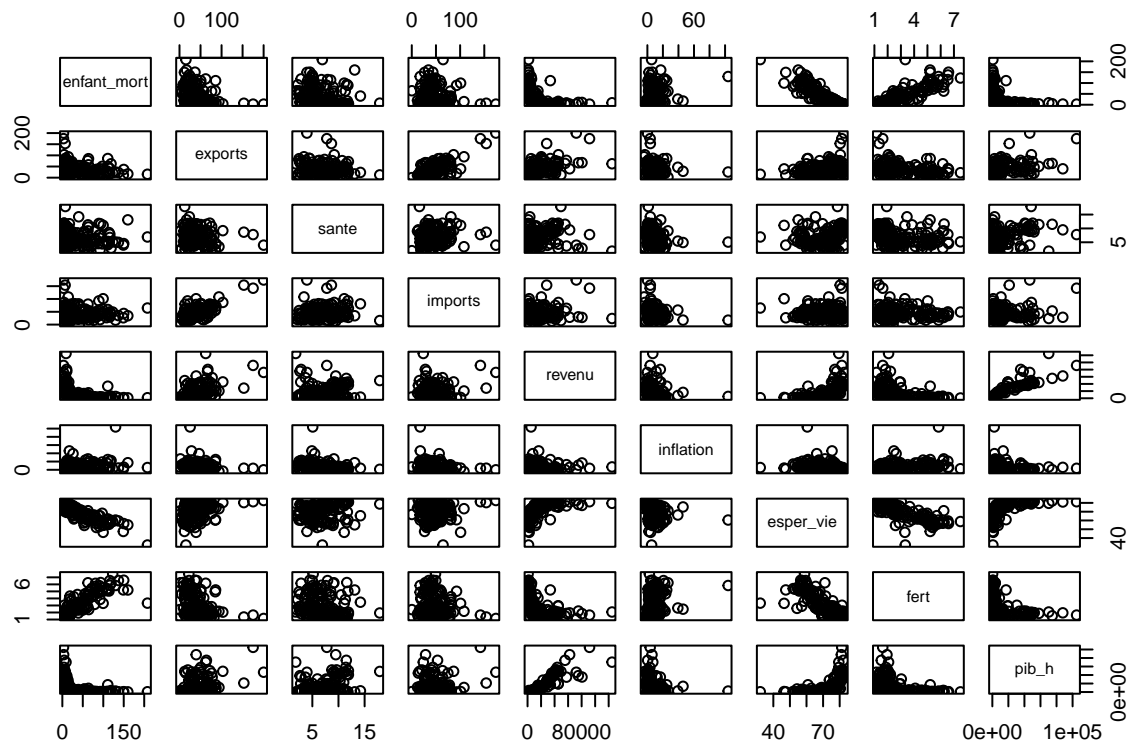 0 100 0 100 0 60 1 4 7
enfant_mort 0 200
0 200 exports
sante 5
0 imports
revenu 0
0 inflation
esper_vie 40
1 6 fert
pib_h 0e+00
0 150 5 15 0 80000 40 70 0e+00 1e+05